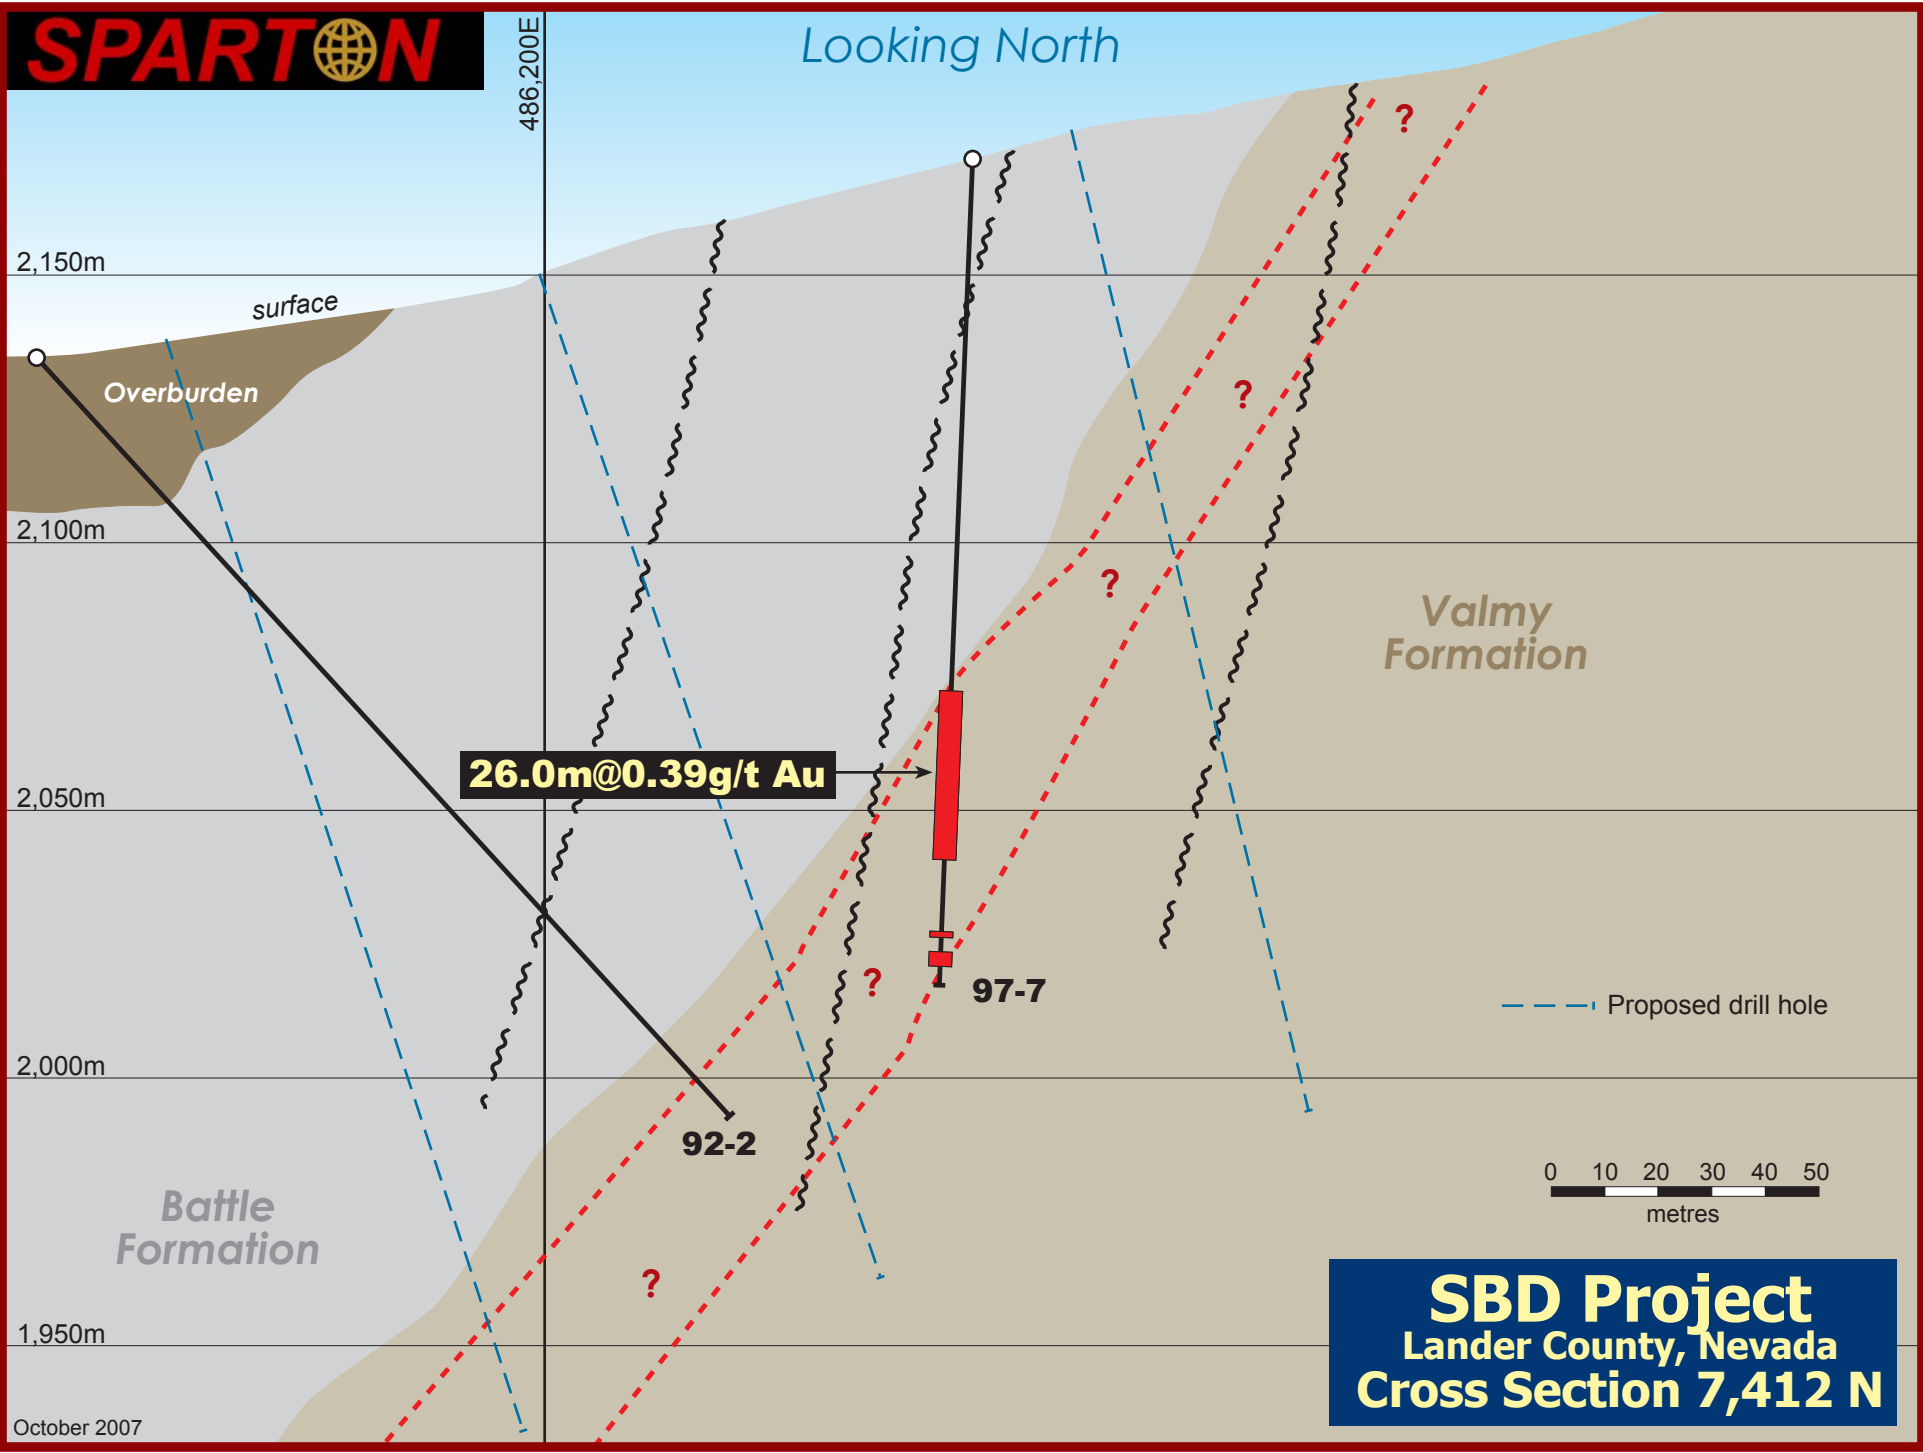 SPARTON
486,200E
Looking North
2,150m
surface
Overburden
2,100m
?
?
?
Valmy
Formation
26.0m@0.39g/t Au
2,050m
?
97-7
Proposed drill hole
2,000m
92-2
Battle
Formation
0 10 20 30 40 50
metres
?
1,950m
SBD Project
Lander County, Nevada
Cross Section 7,412 N
October 2007